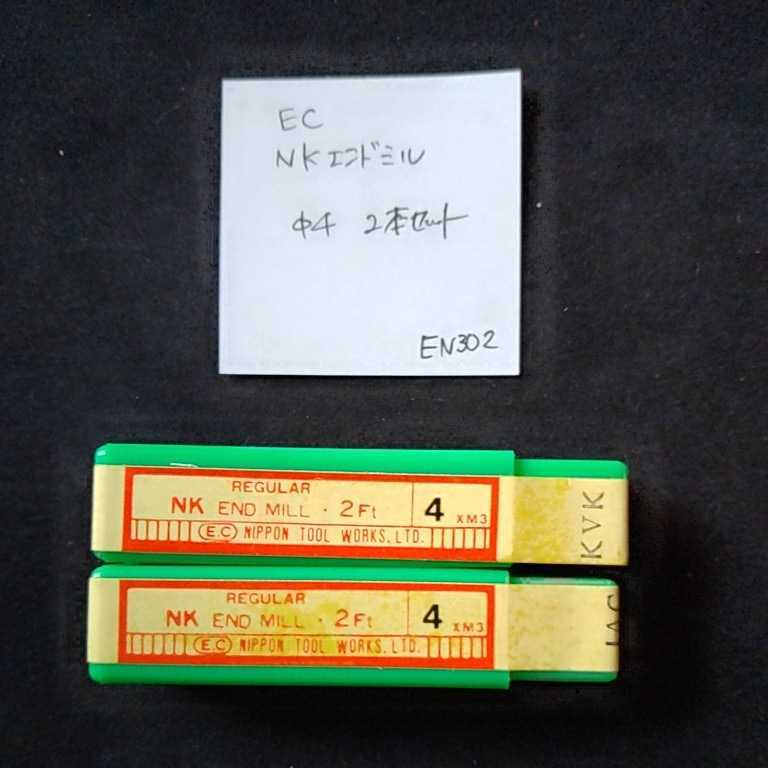 EC
NKエンドミル
Φ4 2本セット
EN302
REGULAR
NK END MILL · 2Ft 4 XM3
E.C NIPPON TOOL WORKS.LTD.
KVK
REGULAR
NK END MILL · 2Ft 4 XM3
E.C NIPPON TOOL WORKS.LTD.